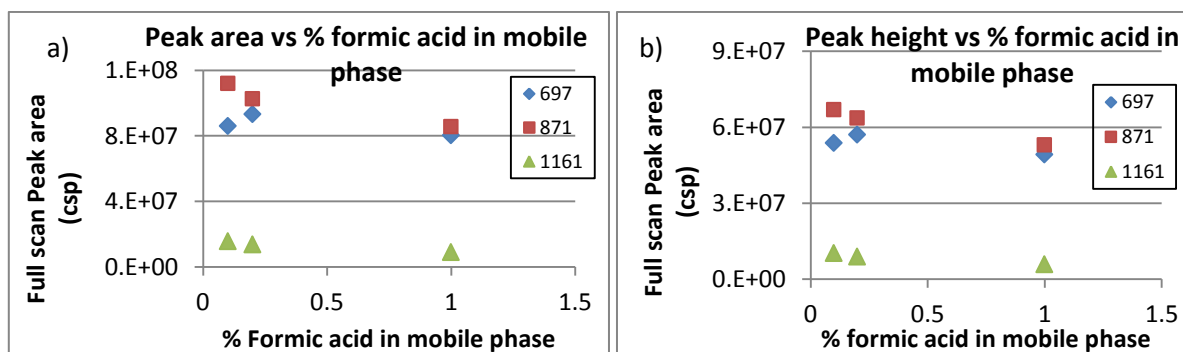 a)
Peak area vs % formic acid in mobile
phase
1.E+08
8.E+07
4.E+07
0.E+00
Full scan Peak area
(csp)
697
871
1161
0
0.5
1
1.5
% Formic acid in mobile phase
b)
Peak height vs % formic acid in
mobile phase
9.E+07
6.E+07
3.E+07
0.E+00
Full scan Peak area
(csp)
697
871
1161
0
0.5
1
1.5
% formic acid in mobile phase